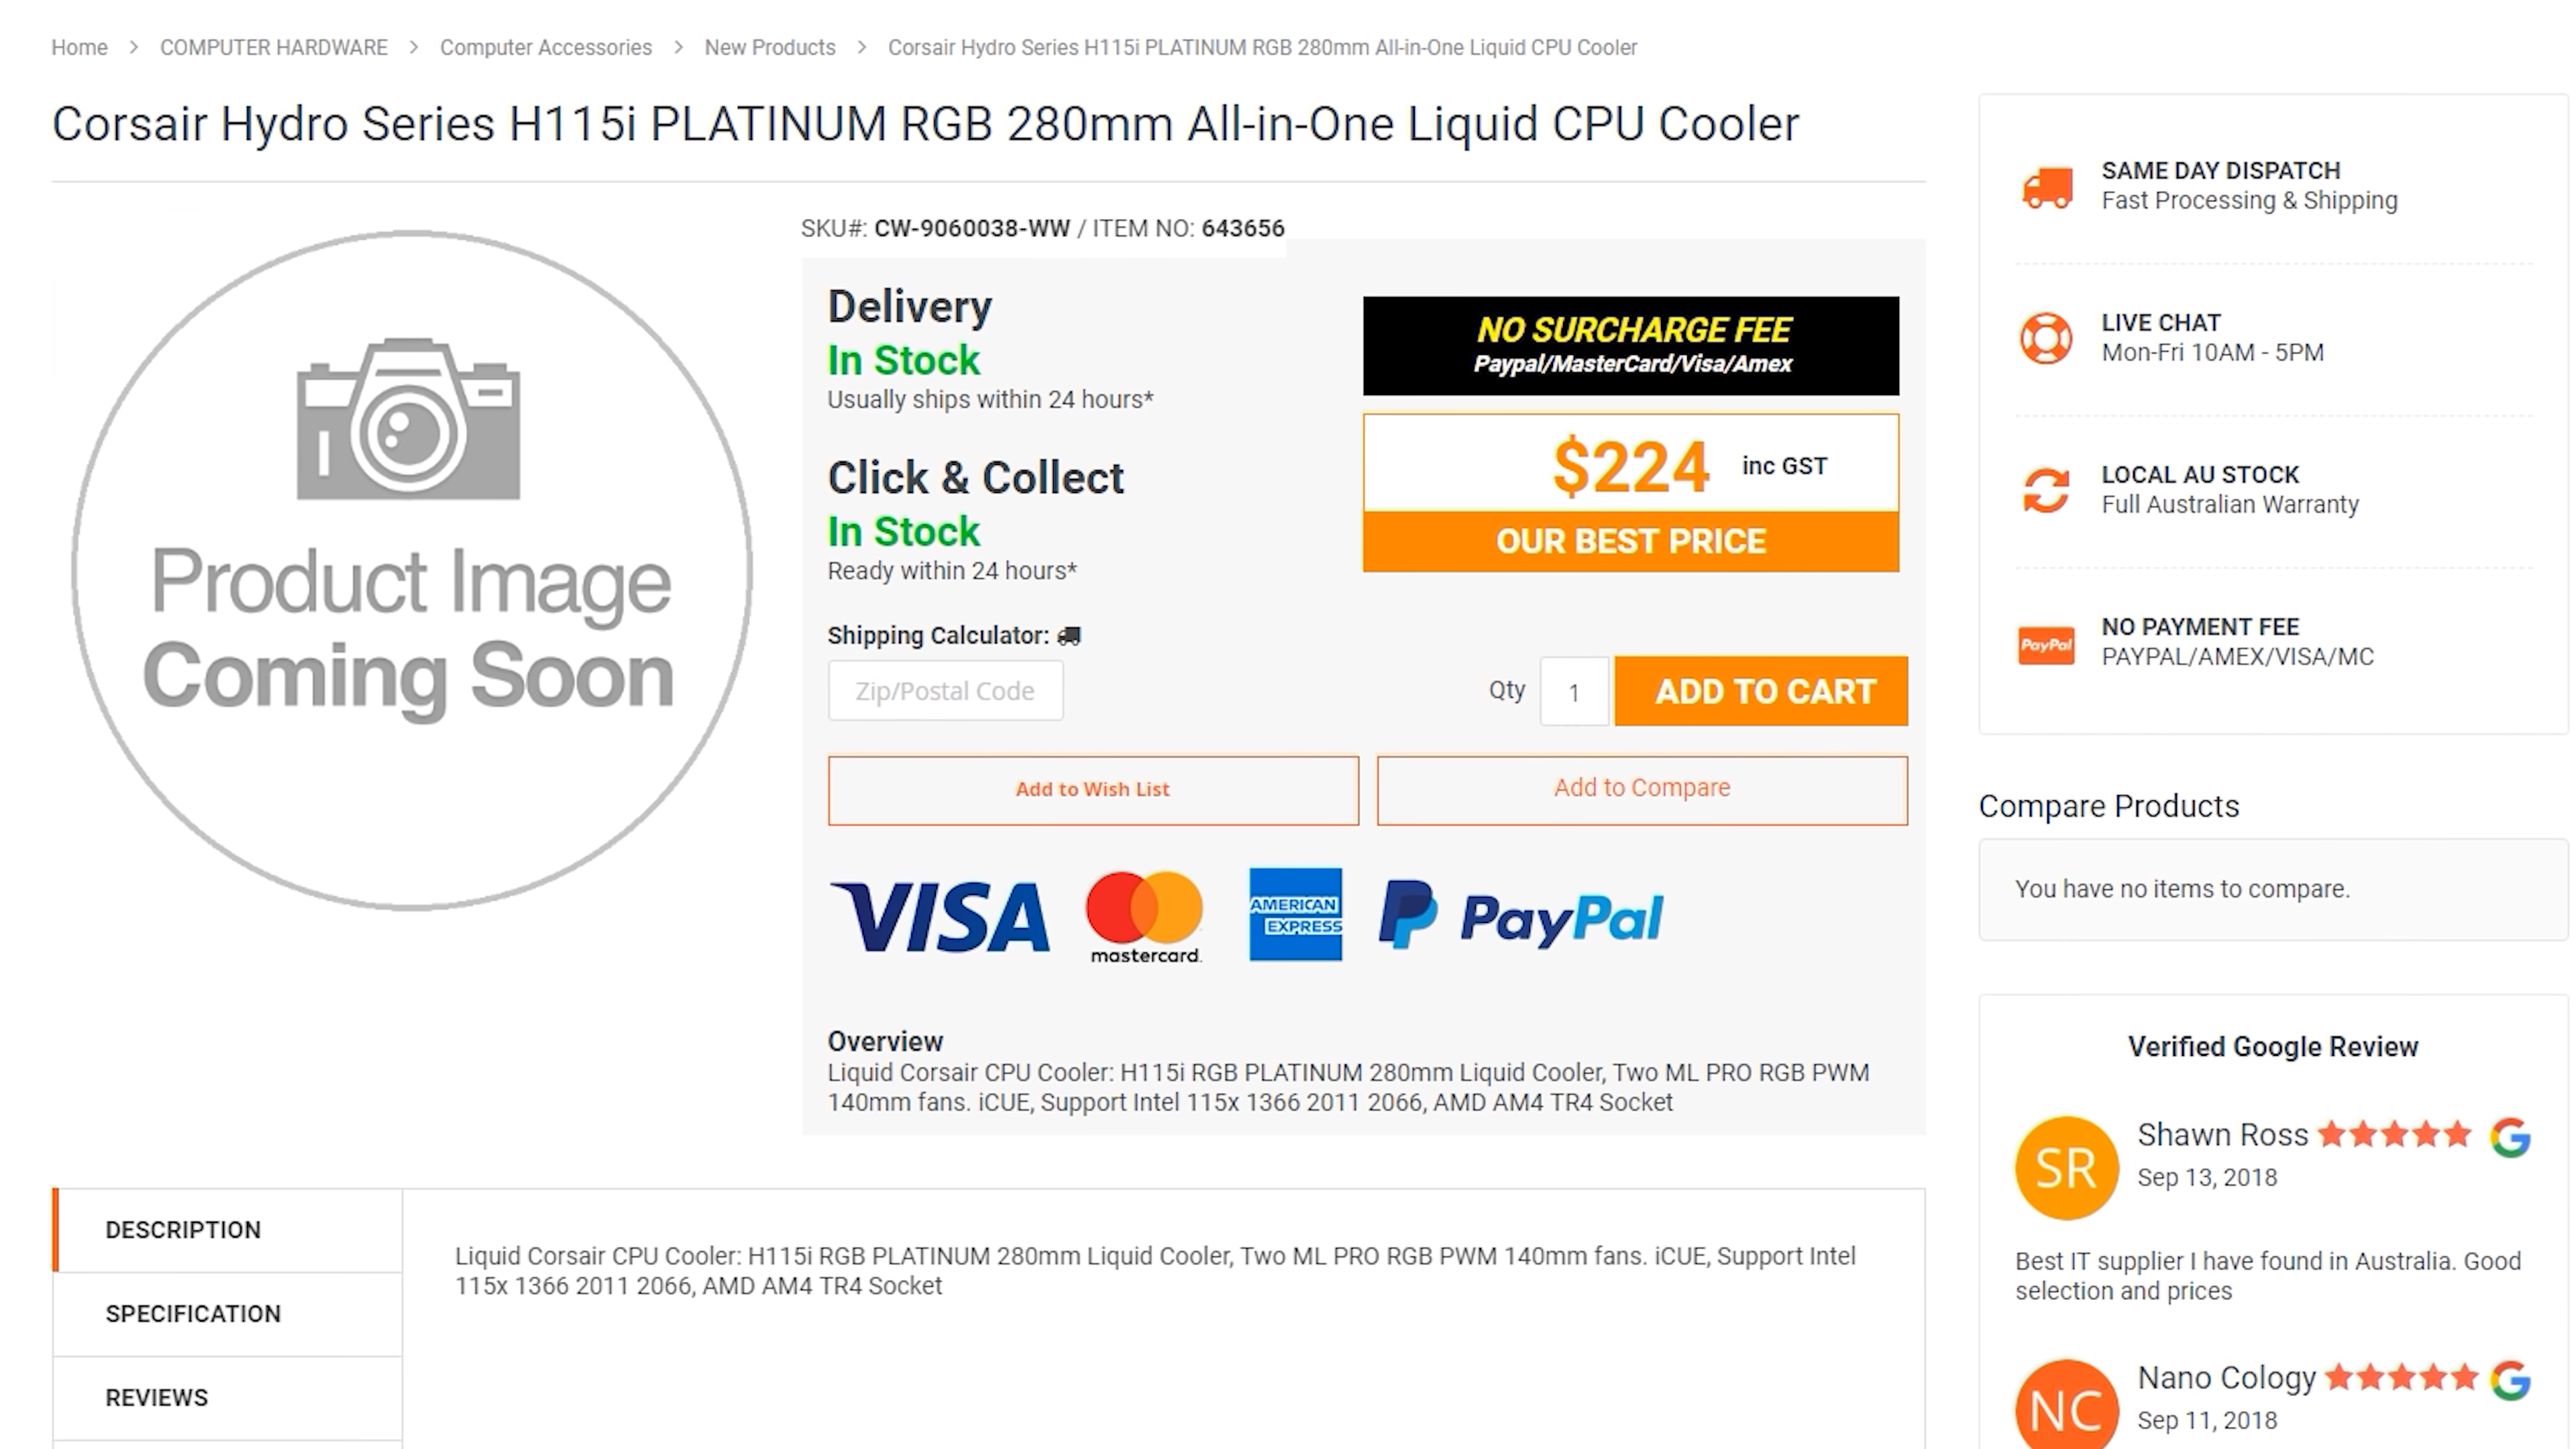 Home > COMPUTER HARDWARE > Computer Accessories > New Products > Corsair Hydro Series H115i PLATINUM RGB 280mm All-in-One Liquid CPU Cooler
Corsair Hydro Series H115i PLATINUM RGB 280mm All-in-One Liquid CPU Cooler
Product Image
Coming Soon
SKU#: CW-9060038-WW / ITEM NO: 643656
Delivery
In Stock
Usually ships within 24 hours*
Click & Collect
In Stock
Ready within 24 hours*
Shipping Calculator:
Zip/Postal Code
NO SURCHARGE FEE
Paypal/MasterCard/Visa/Amex
$224 inc GST
OUR BEST PRICE
Qty 1 ADD TO CART
Add to Wish List
Add to Compare
VISA
mastercard.
AMERICAN
EXPRESS
PayPal
Overview
Liquid Corsair CPU Cooler: H115i RGB PLATINUM 280mm Liquid Cooler, Two ML PRO RGB PWM
140mm fans. iCUE, Support Intel 115x 1366 2011 2066, AMD AM4 TR4 Socket
DESCRIPTION
SPECIFICATION
REVIEWS
Liquid Corsair CPU Cooler: H115i RGB PLATINUM 280mm Liquid Cooler, Two ML PRO RGB PWM 140mm fans. iCUE, Support Intel
115x 1366 2011 2066, AMD AM4 TR4 Socket
SAME DAY DISPATCH
Fast Processing & Shipping
LIVE CHAT
Mon-Fri 10AM - 5PM
LOCAL AU STOCK
Full Australian Warranty
PayPal
NO PAYMENT FEE
PAYPAL/AMEX/VISA/MC
Compare Products
You have no items to compare.
Verified Google Review
SR
Shawn Ross
G
Sep 13, 2018
Best IT supplier I have found in Australia. Good
selection and prices
NC
Nano Cology
G
Sep 11, 2018